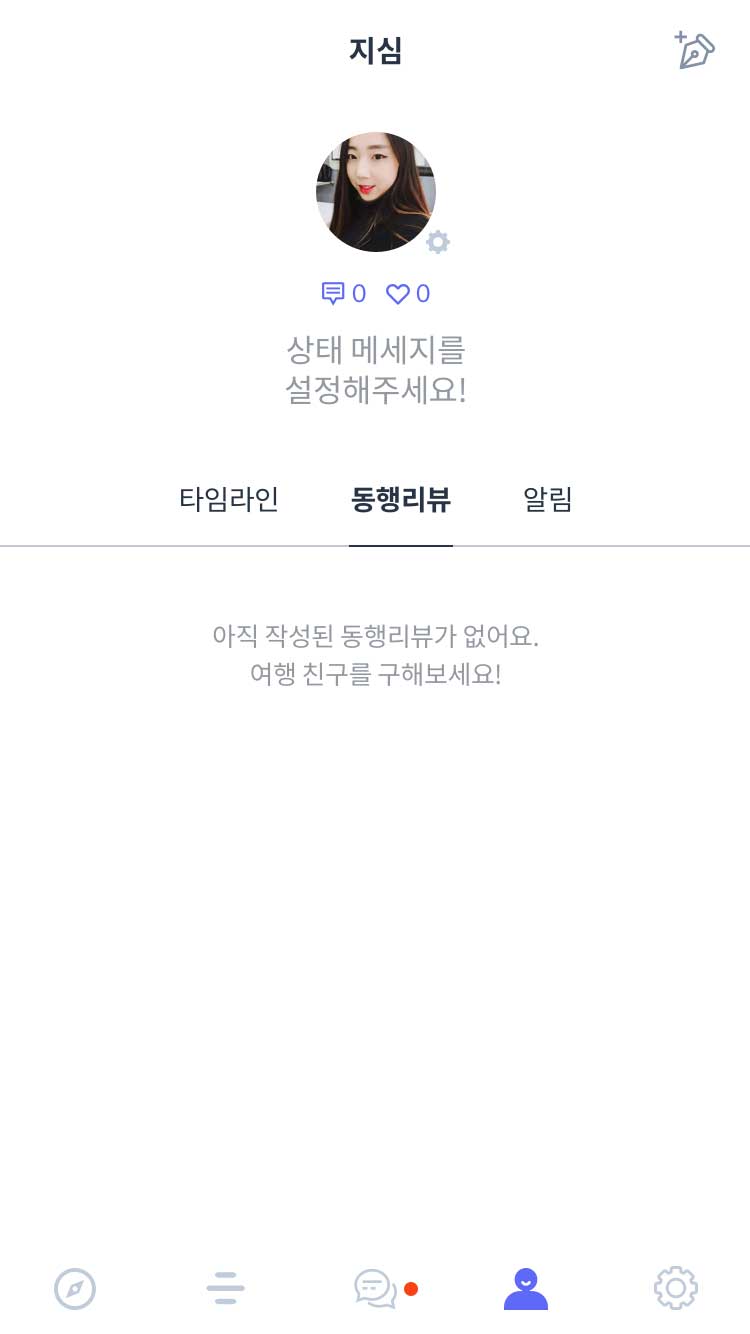 지심
0 0
상태 메세지를
설정해주세요!
타임라인 동행리뷰 알림
아직 작성된 동행리뷰가 없어요.
여행 친구를 구해보세요!